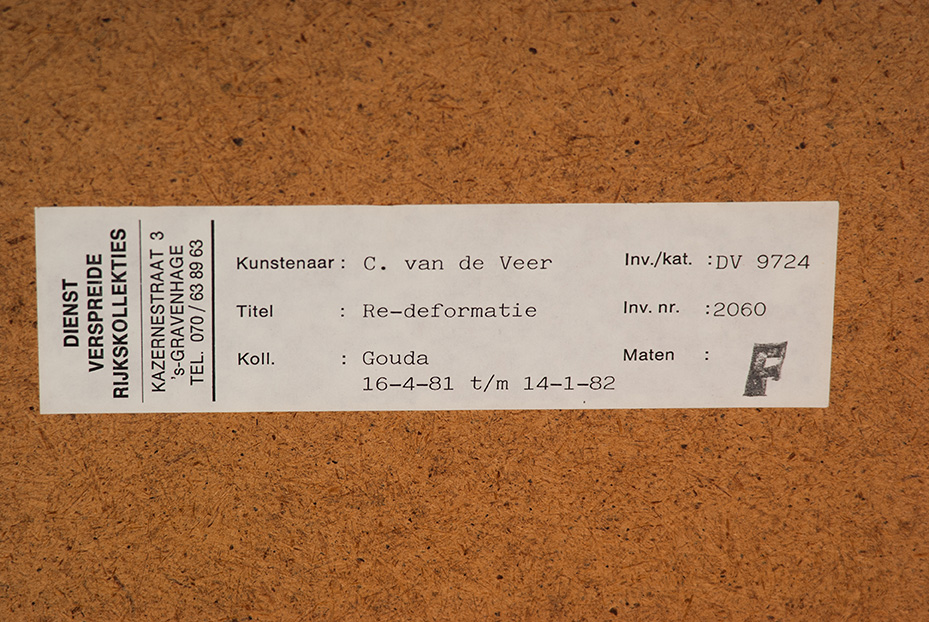 DIENST
VERSPREIDE
RIJKSKOLLEKTIES
KAZERNESTRAAT 3
's-GRAVENHAGE
TEL. 070/63 89 63
Kunstenaar : C. van de Veer
Titel : Re-deformatie
Koll. : Gouda
16-4-81 t/m 14-1-82
Inv./kat. :DV 9724
Inv. nr. :2060
Maten :
F